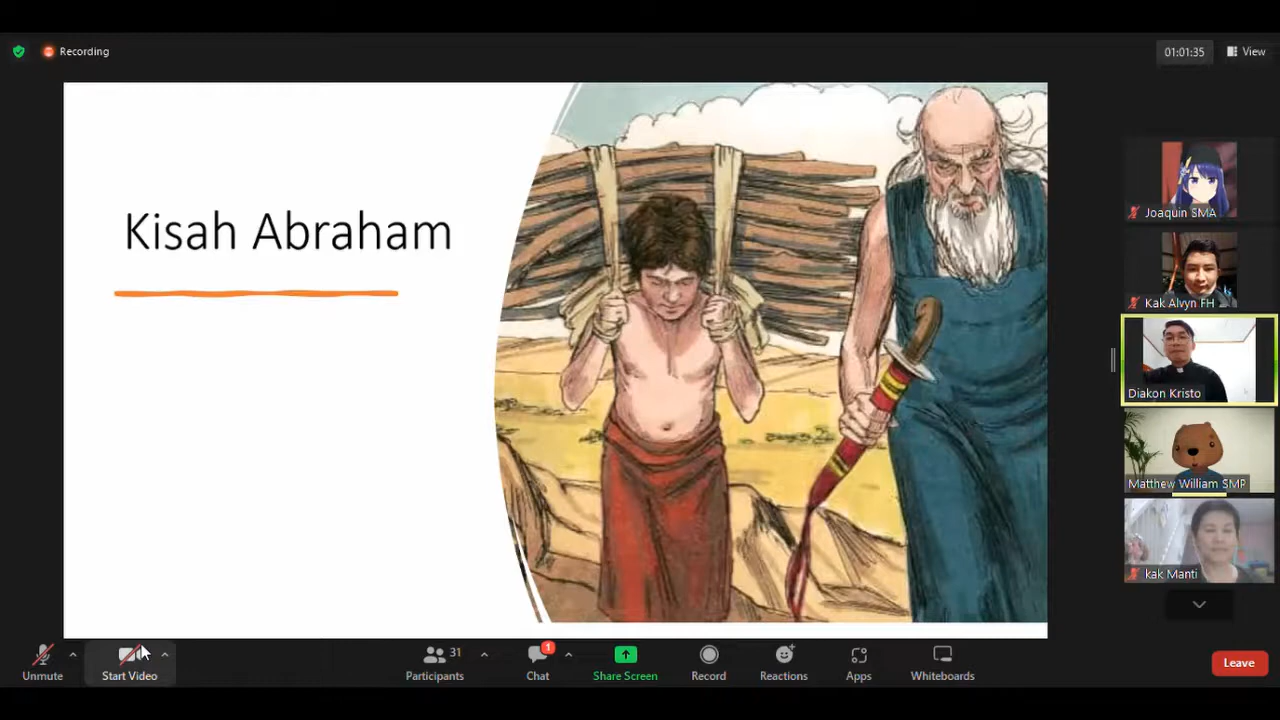 Recording
01:01:35
View
Kisah Abraham
Joaquin SMA
Kak Alvyn FH
Diakon Kristo
Matthew William SMP
kak Manti
Unmute
Start Video
31
Participants
1
Chat
Share Screen
Record
Reactions
Apps
Whiteboards
Leave